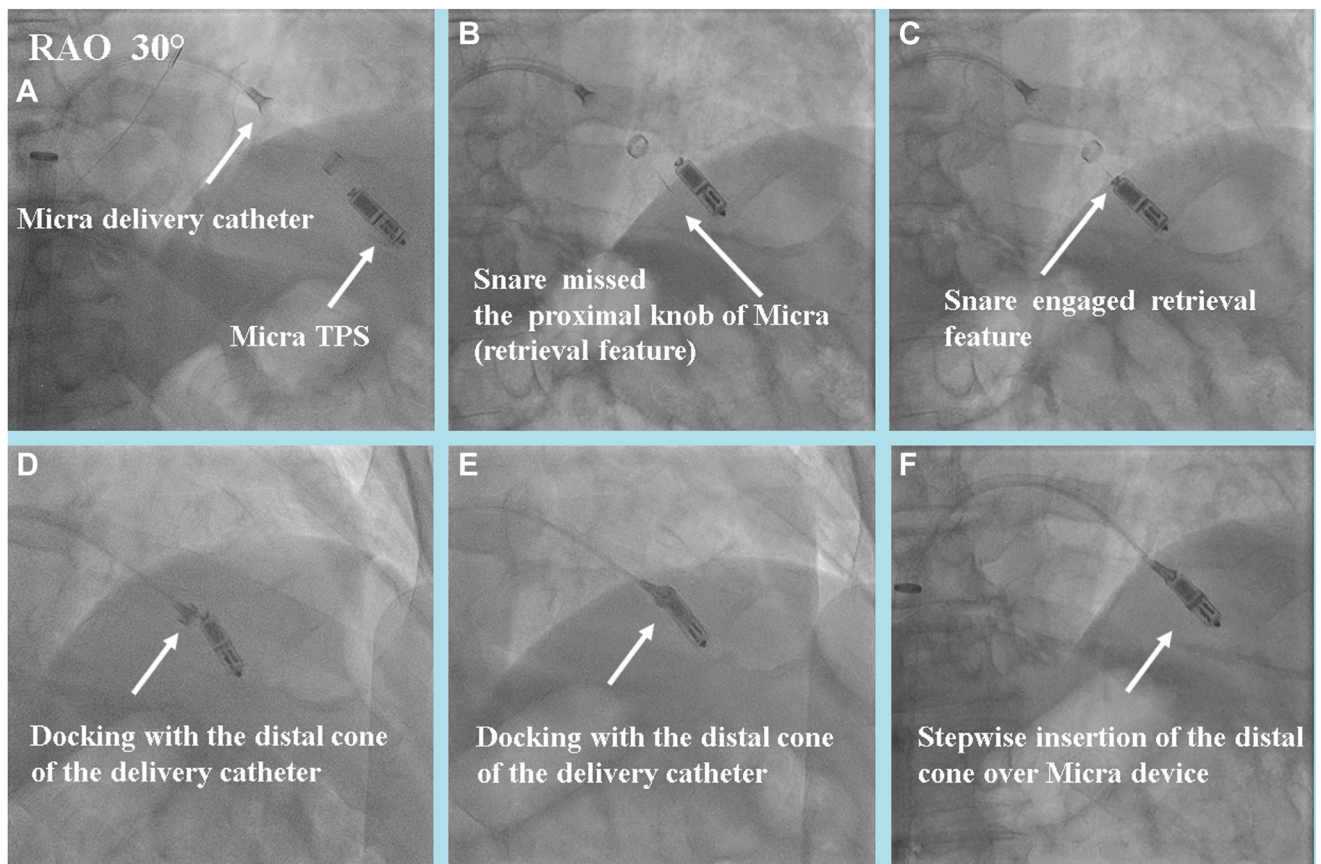 RAO 30°
A
Micra delivery catheter
Micra TPS
B
Snare missed
the proximal knob of Micra
(retrieval feature)
C
Snare engaged retrieval
feature
D
Docking with the distal cone
of the delivery catheter
E
Docking with the distal cone
of the delivery catheter
F
Stepwise insertion of the distal
cone over Micra device